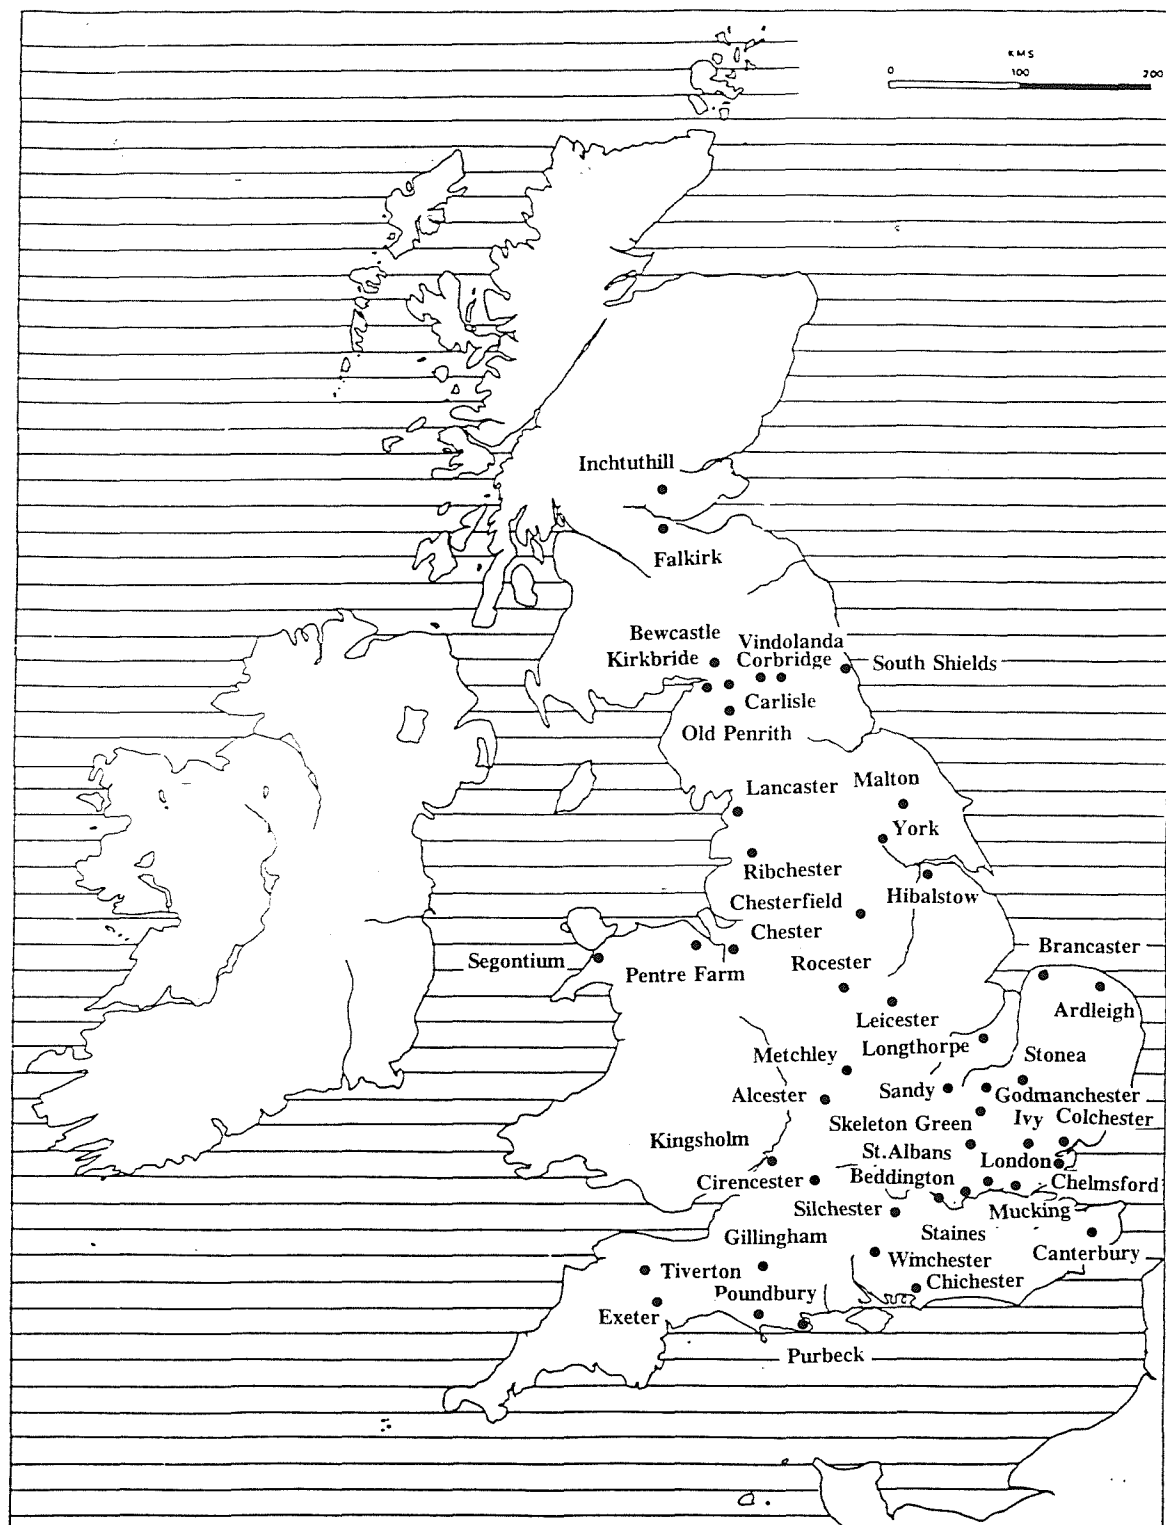 KMS
0 100 200
Inchtuthill
Falkirk
Bewcastle
Vindolanda
Kirkbride
Corbridge
South Shields
Carlisle
Old Penrith
Lancaster
Malton
York
Ribchester
Hibalstow
Chesterfield
Chester
Brancaster
Segontium
Pentre Farm
Rocester
Ardleigh
Leicester
Longthorpe
Stonea
Metchley
Sandy
Godmanchester
Alcester
Skeleton Green
Ivy
Colchester
Kingsholm
St.Albans
London
Cirencester
Beddington
Chelmsford
Silchester
Mucking
Staines
Gillingham
Winchester
Canterbury
Tiverton
Chichester
Poundbury
Exeter
Purbeck